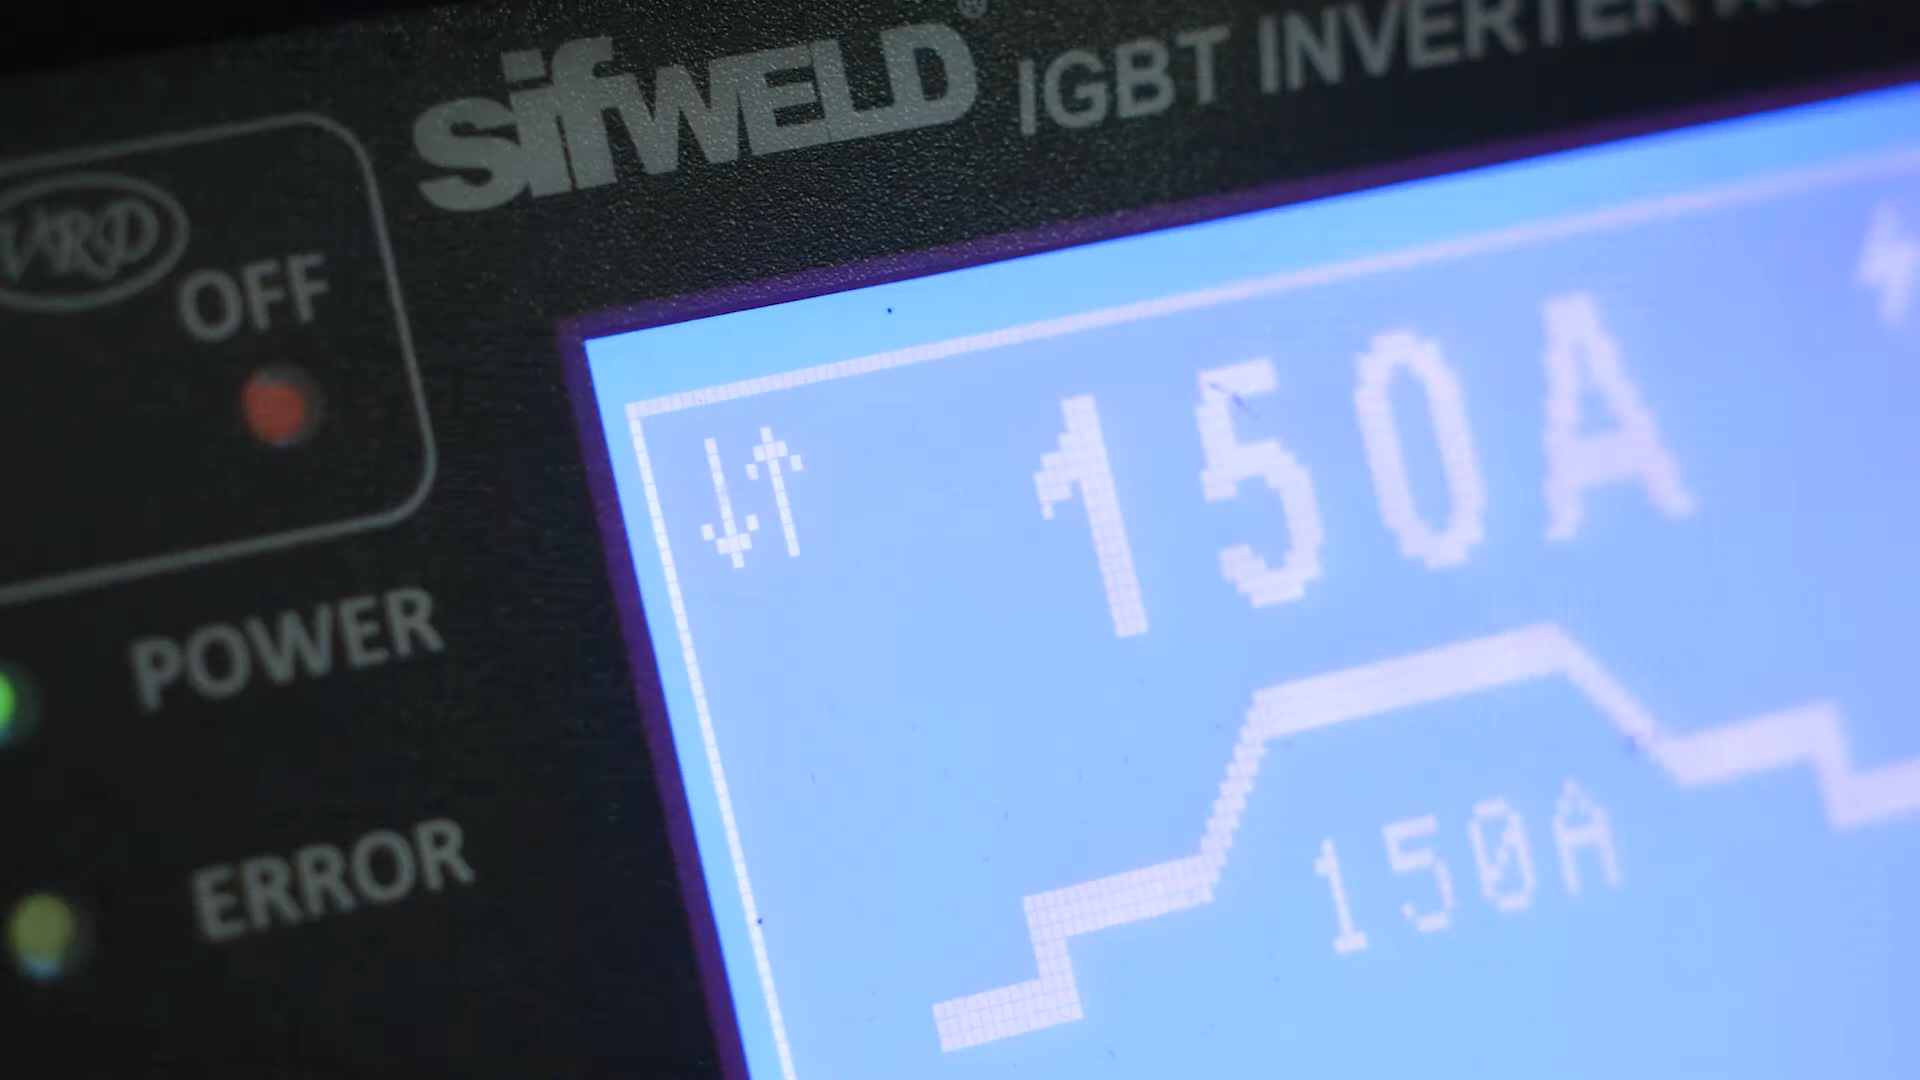 sifWELD® IGBT INVERTER
VRD
OFF
150A
POWER
150A
ERROR